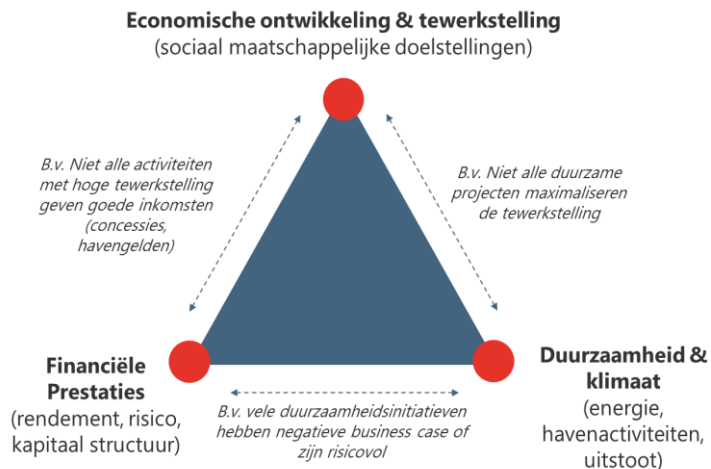 Economische ontwikkeling & tewerkstelling
(sociaal maatschappelijke doelstellingen)
B.v. Niet alle activiteiten
met hoge tewerkstelling
geven goede inkomsten
(concessies,
havengelden)
B.v. Niet alle duurzame
projecten maximaliseren
de tewerkstelling
Financiële
Prestaties
(rendement, risico,
kapitaal structuur)
B.v. vele duurzaamheidsinitiatieven
hebben negatieve business case of
zijn risicovol
Duurzaamheid &
klimaat
(energie,
havenactiviteiten,
uitstoot)